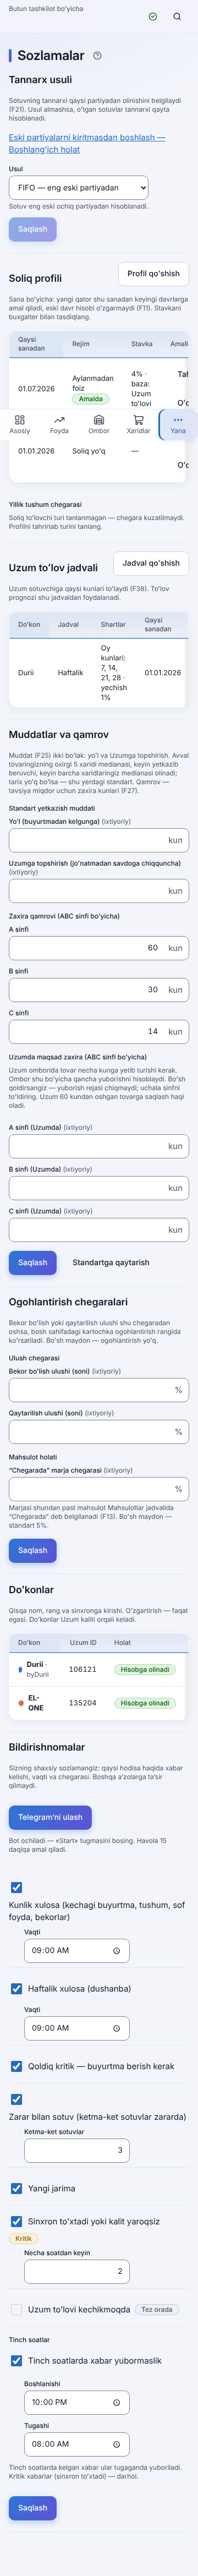 Butun tashkilot bo'yicha
Sozlamalar
Tannarx usuli
Sotuvning tannarxi qaysi partiyadan olinishini belgilaydi
(F21). Usul almashsa, o'tgan sotuvlar tannarxi qayta
hisoblanadi.
Eski partiyalarni kiritmasdan boshlash —
Boshlang'ich holat
Usul
FIFO — eng eski partiyadan
Sotuv eng eski ochiq partiyadan hisoblanadi.
Saqlash
Soliq profili
Profil qo'shish
Sana bo'yicha: yangi qator shu sanadan keyingi davrlarga
amal qiladi, eski davr hisobi o'zgarmaydi (F11). Stavkani
buxgalter bilan tasdiqlang.
Qaysi sanadan Rejim Stavka Amalla
01.07.2026 Aylanmadan foiz Amalda 4% · baza: Uzum to'lovi Tah
O'c
Asosiy Foyda Ombor Xaridlar Yana
01.01.2026 Soliq yo'q —
O'c
Yillik tushum chegarasi
Soliq to'lovchi turi tanlanmagan — chegara kuzatilmaydi.
Profilni tahrirlab turini tanlang.
Uzum to'lov jadvali
Jadval qo'shish
Uzum sotuvchiga qaysi kunlari to'laydi (F38). To'lov
prognozi shu jadvaldan foydalanadi.
Do'kon Jadval Shartlar Qaysi sanadan
Durii Haftalik Oy kunlari: 7, 14, 21, 28 · yechish 1% 01.01.2026
Muddatlar va qamrov
Muddat (F25) ikki bo'lak: yo'l va Uzumga topshirish. Avval
tovaringizning oxirgi 5 xaridi medianasi, keyin yetkazib
beruvchi, keyin barcha xaridlaringiz medianasi olinadi;
tarix yo'q bo'lsa — shu yerdagi standart. Qamrov —
tavsiya miqdor uchun zaxira kunlari (F27).
Standart yetkazish muddati
Yo'l (buyurtmadan kelgunga) (ixtiyoriy)
kun
Uzumga topshirish (jo'natmadan savdoga chiqquncha)
(ixtiyoriy)
kun
Zaxira qamrovi (ABC sinfi bo'yicha)
A sinfi
60 kun
B sinfi
30 kun
C sinfi
14 kun
Uzumda maqsad zaxira (ABC sinfi bo'yicha)
Uzum omborida tovar necha kunga yetib turishi kerak.
Ombor shu bo'yicha qancha yuborishni hisoblaydi. Bo'sh
qoldirsangiz — yuborish rejasi chiqmaydi; uchala sinfni
to'ldiring. Uzum 60 kundan oshgan tovarga saqlash haqi
oladi.
A sinfi (Uzumda) (ixtiyoriy)
kun
B sinfi (Uzumda) (ixtiyoriy)
kun
C sinfi (Uzumda) (ixtiyoriy)
kun
Saqlash Standartga qaytarish
Ogohlantirish chegaralari
Bekor bo'lish yoki qaytarilish ulushi shu chegaradan
oshsa, bosh sahifadagi kartochka ogohlantirish rangida
ko'rsatiladi. Bo'sh maydon — ogohlantirish yo'q.
Ulush chegarasi
Bekor bo'lish ulushi (soni) (ixtiyoriy)
%
Qaytarilish ulushi (soni) (ixtiyoriy)
%
Mahsulot holati
"Chegarada" marja chegarasi (ixtiyoriy)
%
Marjasi shundan past mahsulot Mahsulotlar jadvalida
"Chegarada" deb belgilanadi (F13). Bo'sh maydon —
standart 5%.
Saqlash
Do'konlar
Qisqa nom, rang va sinxronga kirishi. O'zgartirish — faqat
egasi. Do'konlar Uzum kaliti orqali keladi.
Do'kon Uzum ID Holat
Durii · byDurii 106121 Hisobga olinadi
EL-ONE 135204 Hisobga olinadi
Bildirishnomalar
Sizning shaxsiy sozlamangiz: qaysi hodisa haqida xabar
kelishi, vaqti va chegarasi. Boshqa a'zolarga ta'sir
qilmaydi.
Telegram'ni ulash
Bot ochiladi — «Start» tugmasini bosing. Havola 15
daqiqa amal qiladi.
Kunlik xulosa (kechagi buyurtma, tushum, sof
foyda, bekorlar)
Vaqti
09:00 AM
Haftalik xulosa (dushanba)
Vaqti
09:00 AM
Qoldiq kritik — buyurtma berish kerak
Zarar bilan sotuv (ketma-ket sotuvlar zararda)
Ketma-ket sotuvlar
3
Yangi jarima
Sinxron to'xtadi yoki kalit yaroqsiz
Kritik
Necha soatdan keyin
2
Uzum to'lovi kechikmoqda Tez orada
Tinch soatlar
Tinch soatlarda xabar yubormaslik
Boshlanishi
10:00 PM
Tugashi
08:00 AM
Tinch soatlarda kelgan xabar ular tugaganda yuboriladi.
Kritik xabarlar (sinxron to'xtadi) — darhol.
Saqlash